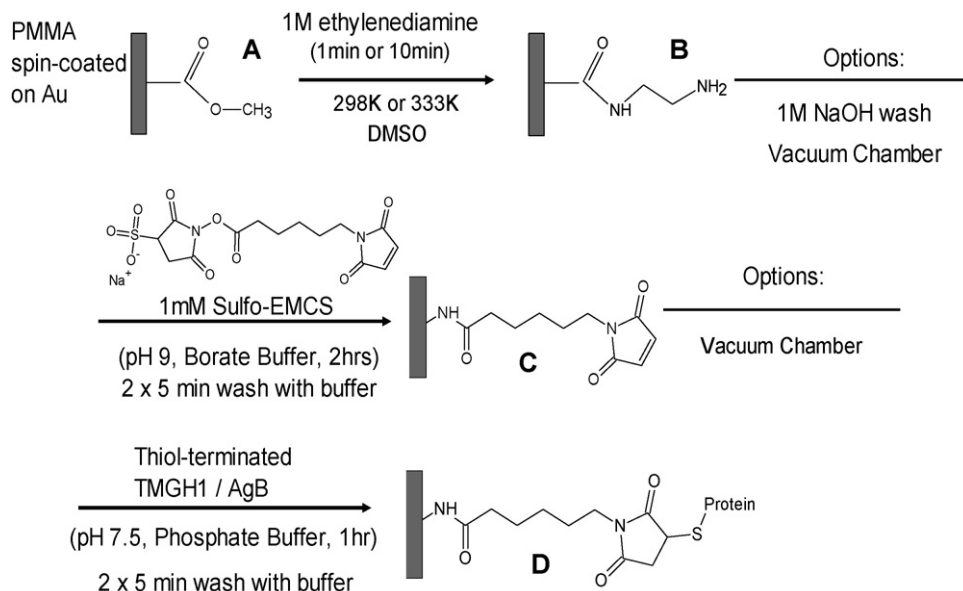 PMMA
spin-coated
on Au
A
O
O
CH3
1M ethylenediamine
(1min or 10min)
298K or 333K
DMSO
B
O
NH
NH2
Options:
1M NaOH wash
Vacuum Chamber
O
O
S
O
O-
Na+
N
O
O
O
N
O
O
1mM Sulfo-EMCS
(pH 9, Borate Buffer, 2hrs)
2 x 5 min wash with buffer
NH
O
N
O
O
C
Options:
Vacuum Chamber
Thiol-terminated
TMGH1 / AgB
(pH 7.5, Phosphate Buffer, 1hr)
2 x 5 min wash with buffer
NH
O
N
O
O
S
Protein
D